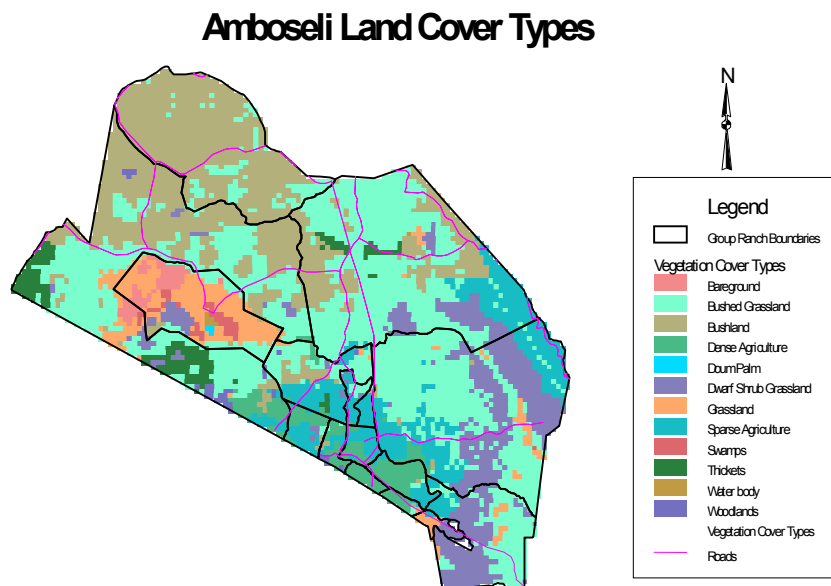 Amboseli Land Cover Types
N
Legend
Group Ranch Boundaries
Vegetation Cover Types
Bareground
Bushed Grassland
Bushland
Dense Agriculture
Doum Palm
Dwarf Shrub Grassland
Grassland
Sparse Agriculture
Swamps
Thickets
Water body
Woodlands
Vegetation Cover Types
Roads